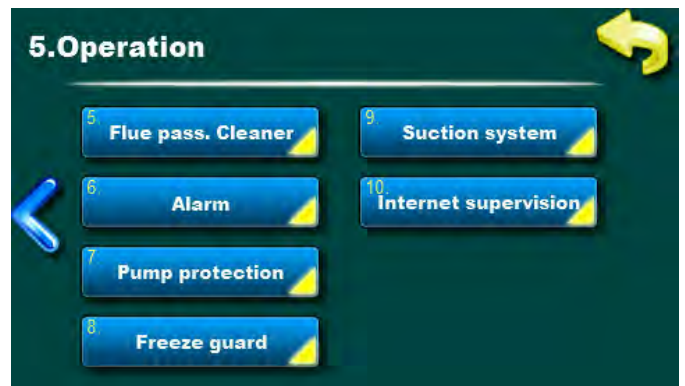 5.Operation
5. Flue pass. Cleaner
6. Alarm
7 Pump protection
8. Freeze guard
9. Suction system
10. Internet supervision